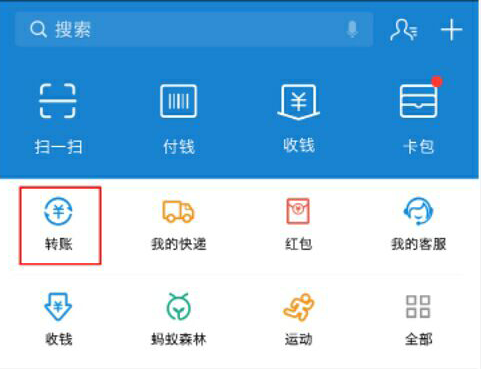 搜索
扫一扫 付钱 收钱 卡包
转账 我的快递 红包 我的客服
收钱 蚂蚁森林 运动 全部